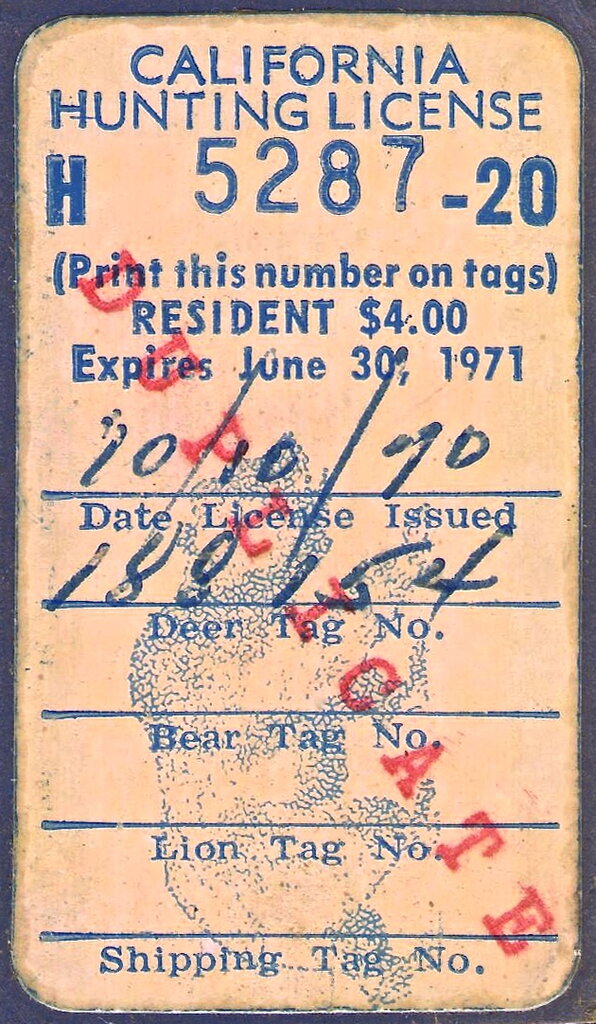 CALIFORNIA
HUNTING LICENSE
H 5287-20
(Print this number on tags)
RESIDENT $4.00
Expires June 30, 1971
10/10/70
Date License Issued
188154
Deer Tag No.
Bear Tag No.
Lion Tag No.
Shipping Tag No.
DUPLICATE